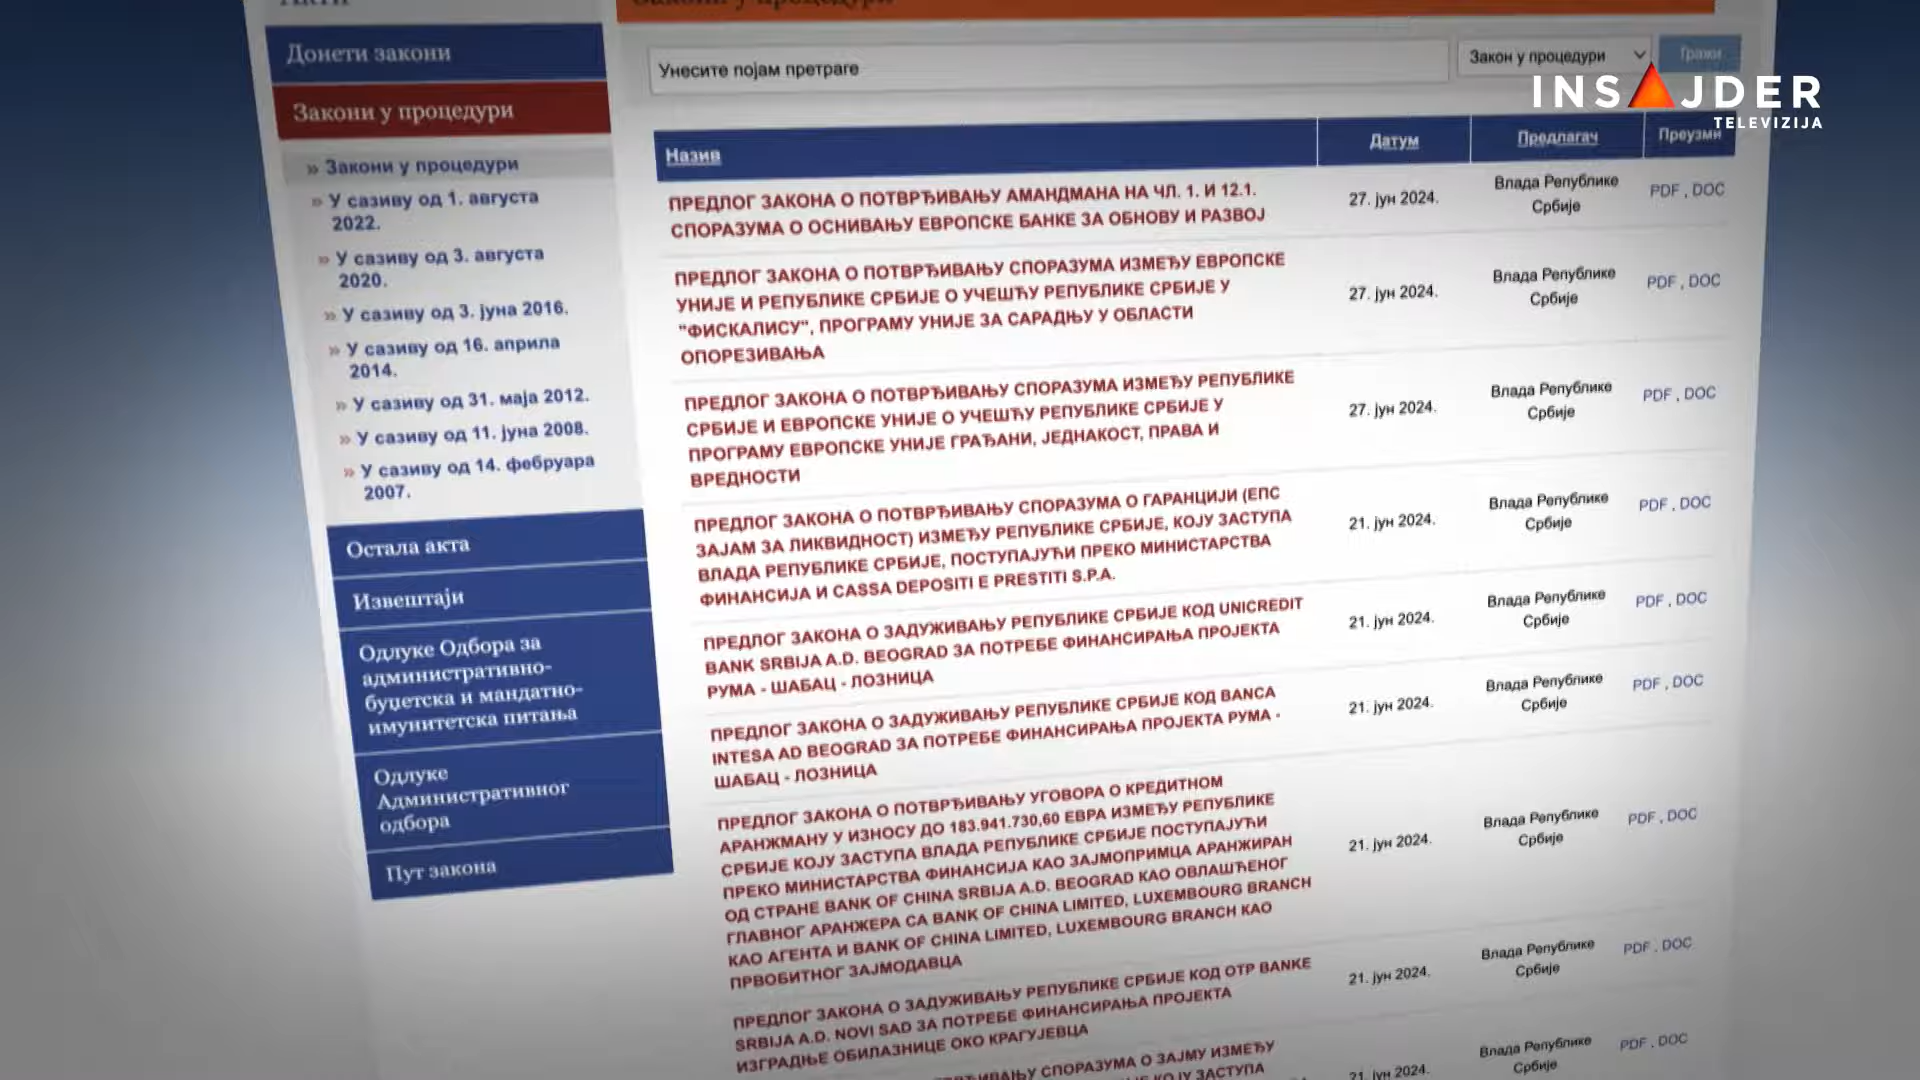 Акти
Закони у процедури
Донети закони
Закони у процедури
» Закони у процедури
» У сазиву од 1. августа
2022.
» У сазиву од 3. августа
2020.
» У сазиву од 3. јуна 2016.
» У сазиву од 16. априла
2014.
» У сазиву од 31. маја 2012.
» У сазиву од 11. јуна 2008.
» У сазиву од 14. фебруара
2007.
Остала акта
Извештаји
Одлуке Одбора за
административно-
буџетска и мандатно-
имунитетска питања
Одлуке
Административног
одбора
Пут закона
Унесите појам претраге
Закон у процедури
Тражи
INSAJDER
TELEVIZIJA
Назив
Датум
Предлагач
Преузми
ПРЕДЛОГ ЗАКОНА О ПОТВРЂИВАЊУ АМАНДМАНА НА ЧЛ. 1. И 12.1.
СПОРАЗУМА О ОСНИВАЊУ ЕВРОПСКЕ БАНКЕ ЗА ОБНОВУ И РАЗВОЈ
27. јун 2024.
Влада Републике
Србије
PDF , DOC
ПРЕДЛОГ ЗАКОНА О ПОТВРЂИВАЊУ СПОРАЗУМА ИЗМЕЂУ ЕВРОПСКЕ
УНИЈЕ И РЕПУБЛИКЕ СРБИЈЕ О УЧЕШЋУ РЕПУБЛИКЕ СРБИЈЕ У
"ФИСКАЛИСУ", ПРОГРАМУ УНИЈЕ ЗА САРАДЊУ У ОБЛАСТИ
ОПОРЕЗИВАЊА
27. јун 2024.
Влада Републике
Србије
PDF , DOC
ПРЕДЛОГ ЗАКОНА О ПОТВРЂИВАЊУ СПОРАЗУМА ИЗМЕЂУ РЕПУБЛИКЕ
СРБИЈЕ И ЕВРОПСКЕ УНИЈЕ О УЧЕШЋУ РЕПУБЛИКЕ СРБИЈЕ У
ПРОГРАМУ ЕВРОПСКЕ УНИЈЕ ГРАЂАНИ, ЈЕДНАКОСТ, ПРАВА И
ВРЕДНОСТИ
27. јун 2024.
Влада Републике
Србије
PDF , DOC
ПРЕДЛОГ ЗАКОНА О ПОТВРЂИВАЊУ СПОРАЗУМА О ГАРАНЦИЈИ (ЕПС
ЗАЈАМ ЗА ЛИКВИДНОСТ) ИЗМЕЂУ РЕПУБЛИКЕ СРБИЈЕ, КОЈУ ЗАСТУПА
ВЛАДА РЕПУБЛИКЕ СРБИЈЕ, ПОСТУПАЈУЋИ ПРЕКО МИНИСТАРСТВА
ФИНАНСИЈА И CASSA DEPOSITI E PRESTITI S.P.A.
21. јун 2024.
Влада Републике
Србије
PDF , DOC
ПРЕДЛОГ ЗАКОНА О ЗАДУЖИВАЊУ РЕПУБЛИКЕ СРБИЈЕ КОД UNICREDIT
BANK SRBIJA A.D. BEOGRAD ЗА ПОТРЕБЕ ФИНАНСИРАЊА ПРОЈЕКТА
РУМА - ШАБАЦ - ЛОЗНИЦА
21. јун 2024.
Влада Републике
Србије
PDF , DOC
ПРЕДЛОГ ЗАКОНА О ЗАДУЖИВАЊУ РЕПУБЛИКЕ СРБИЈЕ КОД BANCA
INTESA AD BEOGRAD ЗА ПОТРЕБЕ ФИНАНСИРАЊА ПРОЈЕКТА РУМА -
ШАБАЦ - ЛОЗНИЦА
21. јун 2024.
Влада Републике
Србије
PDF , DOC
ПРЕДЛОГ ЗАКОНА О ПОТВРЂИВАЊУ УГОВОРА О КРЕДИТНОМ
АРАНЖМАНУ У ИЗНОСУ ДО 183.941.730,60 ЕВРА ИЗМЕЂУ РЕПУБЛИКЕ
СРБИЈЕ КОЈУ ЗАСТУПА ВЛАДА РЕПУБЛИКЕ СРБИЈЕ ПОСТУПАЈУЋИ
ПРЕКО МИНИСТАРСТВА ФИНАНСИЈА КАО ЗАЈМОПРИМЦА АРАНЖИРАН
ОД СТРАНЕ BANK OF CHINA SRBIJA A.D. BEOGRAD КАО ОВЛАШЋЕНОГ
ГЛАВНОГ АРАНЖЕРА СА BANK OF CHINA LIMITED, LUXEMBOURG BRANCH
КАО АГЕНТА И BANK OF CHINA LIMITED, LUXEMBOURG BRANCH КАО
ПРВОБИТНОГ ЗАЈМОДАВЦА
21. јун 2024.
Влада Републике
Србије
PDF , DOC
ПРЕДЛОГ ЗАКОНА О ЗАДУЖИВАЊУ РЕПУБЛИКЕ СРБИЈЕ КОД OTP BANKE
SRBIJA A.D. NOVI SAD ЗА ПОТРЕБЕ ФИНАНСИРАЊА ПРОЈЕКТА
ИЗГРАДЊЕ ОБИЛАЗНИЦЕ ОКО КРАГУЈЕВЦА
21. јун 2024.
Влада Републике
Србије
PDF , DOC
СПОРАЗУМА О ЗАЈМУ ИЗМЕЂУ
КОЈУ ЗАСТУПА
21. јун 2024.
Влада Републике
Србије
PDF , DOC